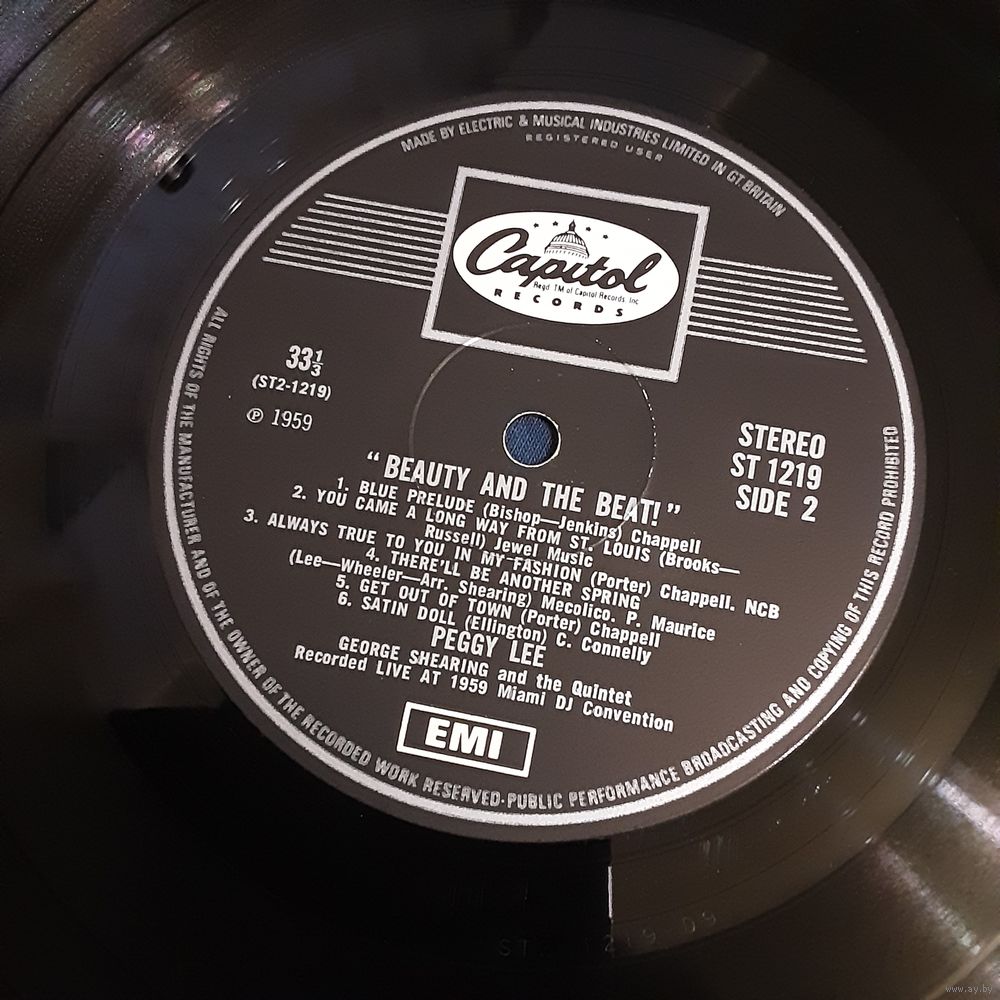 MADE BY ELECTRIC & MUSICAL INDUSTRIES LIMITED IN GT. BRITAIN
REGISTERED USER
Capitol
Regd. TM of Capitol Records. Inc
RECORDS
33⅓
(ST2-1219)
Ⓟ 1959
STEREO
ST 1219
SIDE 2
“BEAUTY AND THE BEAT!”
1. BLUE PRELUDE (Bishop—Jenkins) Chappell
2. YOU CAME A LONG WAY FROM ST. LOUIS (Brooks—
Russell) Jewel Music
3. ALWAYS TRUE TO YOU IN MY FASHION (Porter) Chappell. NCB
4. THERE'LL BE ANOTHER SPRING
(Lee—Wheeler—Arr. Shearing) Mecolico. P. Maurice
5. GET OUT OF TOWN (Porter) Chappell
6. SATIN DOLL (Ellington) C. Connelly
PEGGY LEE
GEORGE SHEARING and the Quintet
Recorded LIVE AT 1959 Miami DJ Convention
EMI
ALL RIGHTS OF THE MANUFACTURER AND OF THE OWNER OF THE RECORDED WORK RESERVED·PUBLIC PERFORMANCE BROADCASTING AND COPYING OF THIS RECORD PROHIBITED
www.ay.by